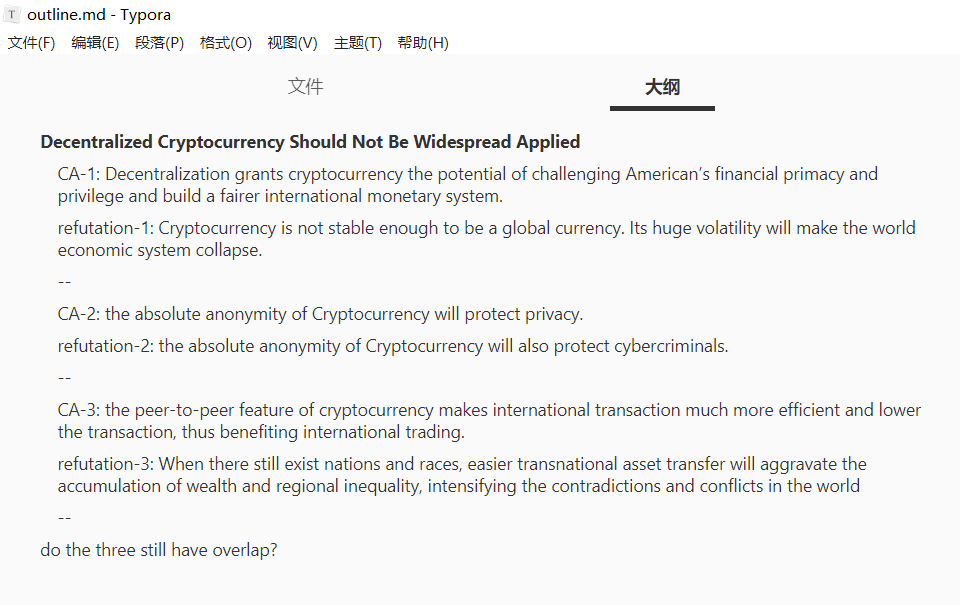 T outline.md - Typora
文件(F) 编辑(E) 段落(P) 格式(O) 视图(V) 主题(T) 帮助(H)
文件 大纲
Decentralized Cryptocurrency Should Not Be Widespread Applied
CA-1: Decentralization grants cryptocurrency the potential of challenging American's financial primacy and
privilege and build a fairer international monetary system.
refutation-1: Cryptocurrency is not stable enough to be a global currency. Its huge volatility will make the world
economic system collapse.
--
CA-2: the absolute anonymity of Cryptocurrency will protect privacy.
refutation-2: the absolute anonymity of Cryptocurrency will also protect cybercriminals.
--
CA-3: the peer-to-peer feature of cryptocurrency makes international transaction much more efficient and lower
the transaction, thus benefiting international trading.
refutation-3: When there still exist nations and races, easier transnational asset transfer will aggravate the
accumulation of wealth and regional inequality, intensifying the contradictions and conflicts in the world
--
do the three still have overlap?